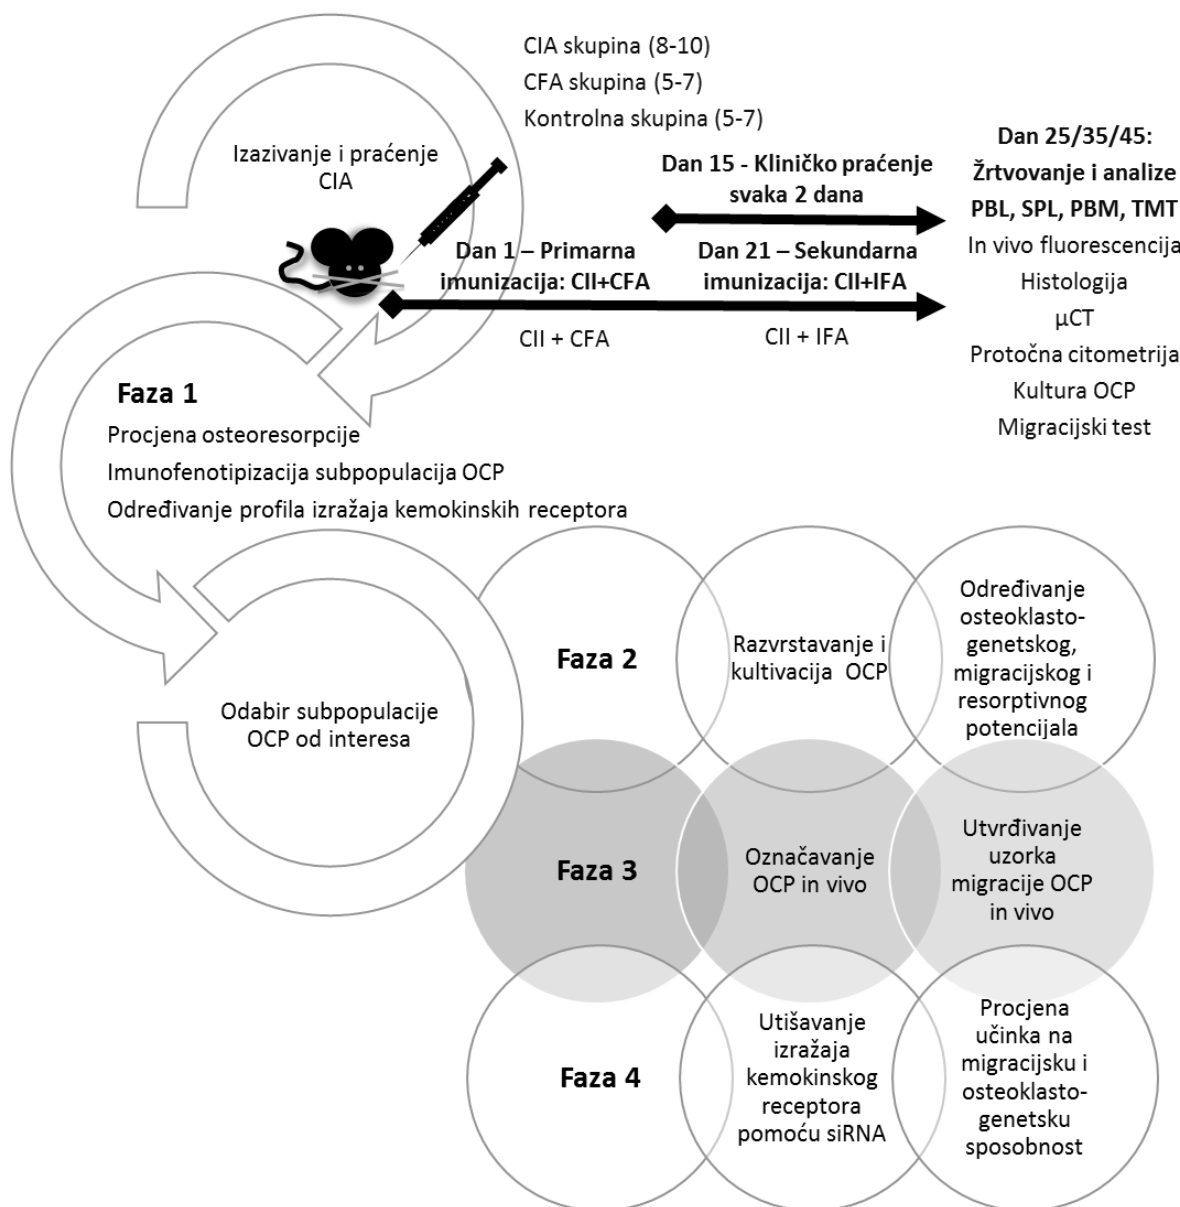 CIA skupina (8-10)
CFA skupina (5-7)
Kontrolna skupina (5-7)
Izazivanje i praćenje
CIA
Dan 15 - Kliničko praćenje
svaka 2 dana
Dan 1 – Primarna
imunizacija: CII+CFA
CII + CFA
Dan 21 – Sekundarna
imunizacija: CII+IFA
CII + IFA
Dan 25/35/45:
Žrtvovanje i analize
PBL, SPL, PBM, TMT
In vivo fluorescencija
Histologija
µCT
Protočna citometrija
Kultura OCP
Migracijski test
Faza 1
Procjena osteoresorpcije
Imunofenotipizacija subpopulacija OCP
Određivanje profila izražaja kemokinskih receptora
Odabir subpopulacije
OCP od interesa
Faza 2
Razvrstavanje i
kultivacija OCP
Određivanje
osteoklasto-
genetskog,
migracijskog i
resorptivnog
potencijala
Faza 3
Označavanje
OCP in vivo
Utvrđivanje
uzorka
migracije OCP
in vivo
Faza 4
Utišavanje
izražaja
kemokinskog
receptora
pomoću siRNA
Procjena
učinka na
migracijsku i
osteoklasto-
genetsku
sposobnost